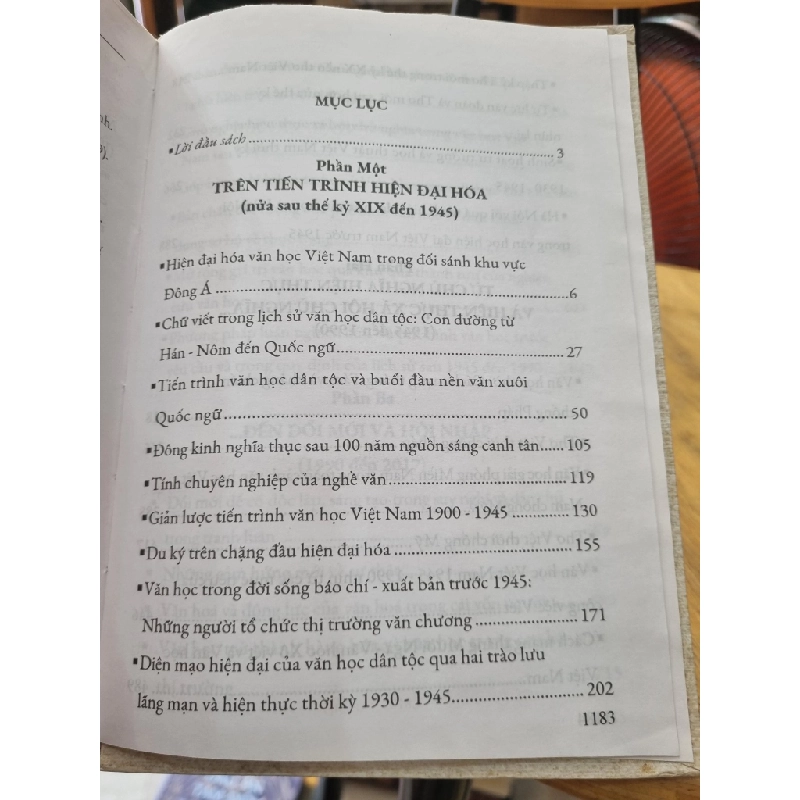 MỤC LỤC
▪Lời đầu sách ........ 3
Phần Một
TRÊN TIẾN TRÌNH HIỆN ĐẠI HÓA
(nửa sau thế kỷ XIX đến 1945)
▪Hiện đại hóa văn học Việt Nam trong đối sánh khu vực
Đông Á ........ 6
▪Chữ viết trong lịch sử văn học dân tộc: Con đường từ
Hán - Nôm đến Quốc ngữ ........ 27
▪Tiến trình văn học dân tộc và buổi đầu nền văn xuôi
Quốc ngữ ........ 50
▪Đông kinh nghĩa thục sau 100 năm nguồn sáng canh tân ...... 105
▪Tính chuyên nghiệp của nghề văn ........ 119
▪Giản lược tiến trình văn học Việt Nam 1900 - 1945 ........ 130
▪Du ký trên chặng đầu hiện đại hóa ........ 155
▪Văn học trong đời sống báo chí - xuất bản trước 1945:
Những người tổ chức thị trường văn chương ........ 171
▪Diện mạo hiện đại của văn học dân tộc qua hai trào lưu
lãng mạn và hiện thực thời kỳ 1930 - 1945 ........ 202
1183